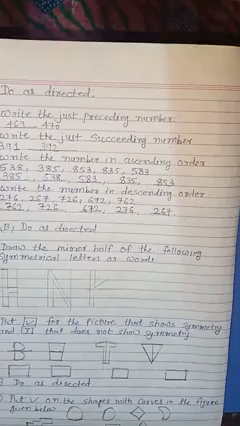 Do as directed.
Write the just preceding number.
469 470
Write the just succeeding number
391 392
Write the number in ascending order
538, 385, 853, 835, 583
385, 538, 583, 835, 853
Write the number in descending order
276, 267, 726, 672, 762
762, 726, 672, 276, 267.
B) Do as directed
Draw the mirror half of the following
Symmetrical letters or words
H N
Put V for the Picture that shows symmetry
and X that does not show symmetry
B T V
Do as directed
Put V on the shapes with curves in the figure
given below